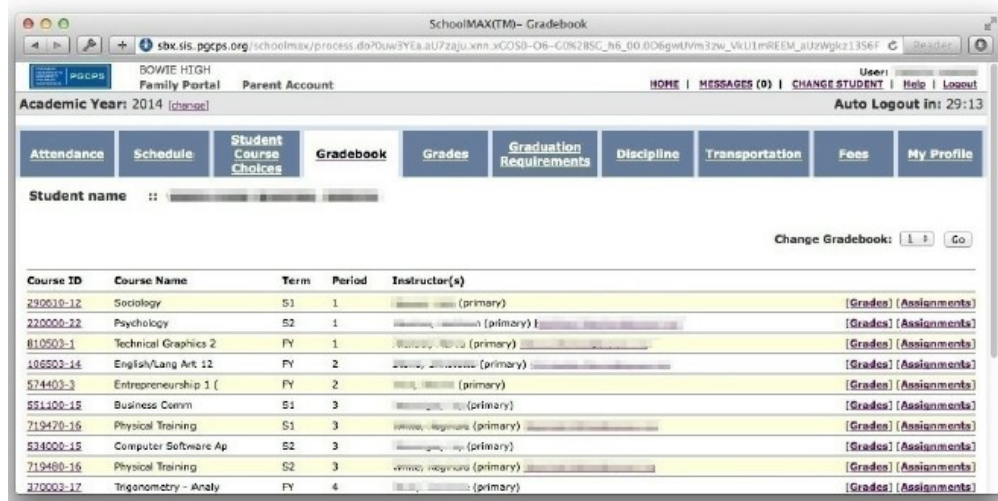 SchoolMAX(TM)- Gradebook
sbx.sis.pgcps.org/schoolmax/process.do? Reader
PGCPS BOWIE HIGH User:
Family Portal Parent Account HOME | MESSAGES (0) | CHANGE STUDENT | Help | Logout
Academic Year: 2014 [change] Auto Logout in: 29:13
Attendance Schedule Student Course Choices Gradebook Grades Graduation Requirements Discipline Transportation Fees My Profile
Student name ::
Change Gradebook: 1 Go
Course ID Course Name Term Period Instructor(s)
290610-12 Sociology S1 1 (primary) [Grades] [Assignments]
220000-22 Psychology S2 1 (primary) [Grades] [Assignments]
810503-1 Technical Graphics 2 FY 1 (primary) [Grades] [Assignments]
106503-14 English/Lang Art 12 FY 2 (primary) [Grades] [Assignments]
574403-3 Entrepreneurship 1 ( FY 2 (primary) [Grades] [Assignments]
551100-15 Business Comm S1 3 (primary) [Grades] [Assignments]
719470-16 Physical Training S1 3 (primary) [Grades] [Assignments]
534000-15 Computer Software Ap S2 3 (primary) [Grades] [Assignments]
719480-16 Physical Training S2 3 (primary) [Grades] [Assignments]
370003-17 Trigonometry - Analy FY 4 (primary) [Grades] [Assignments]